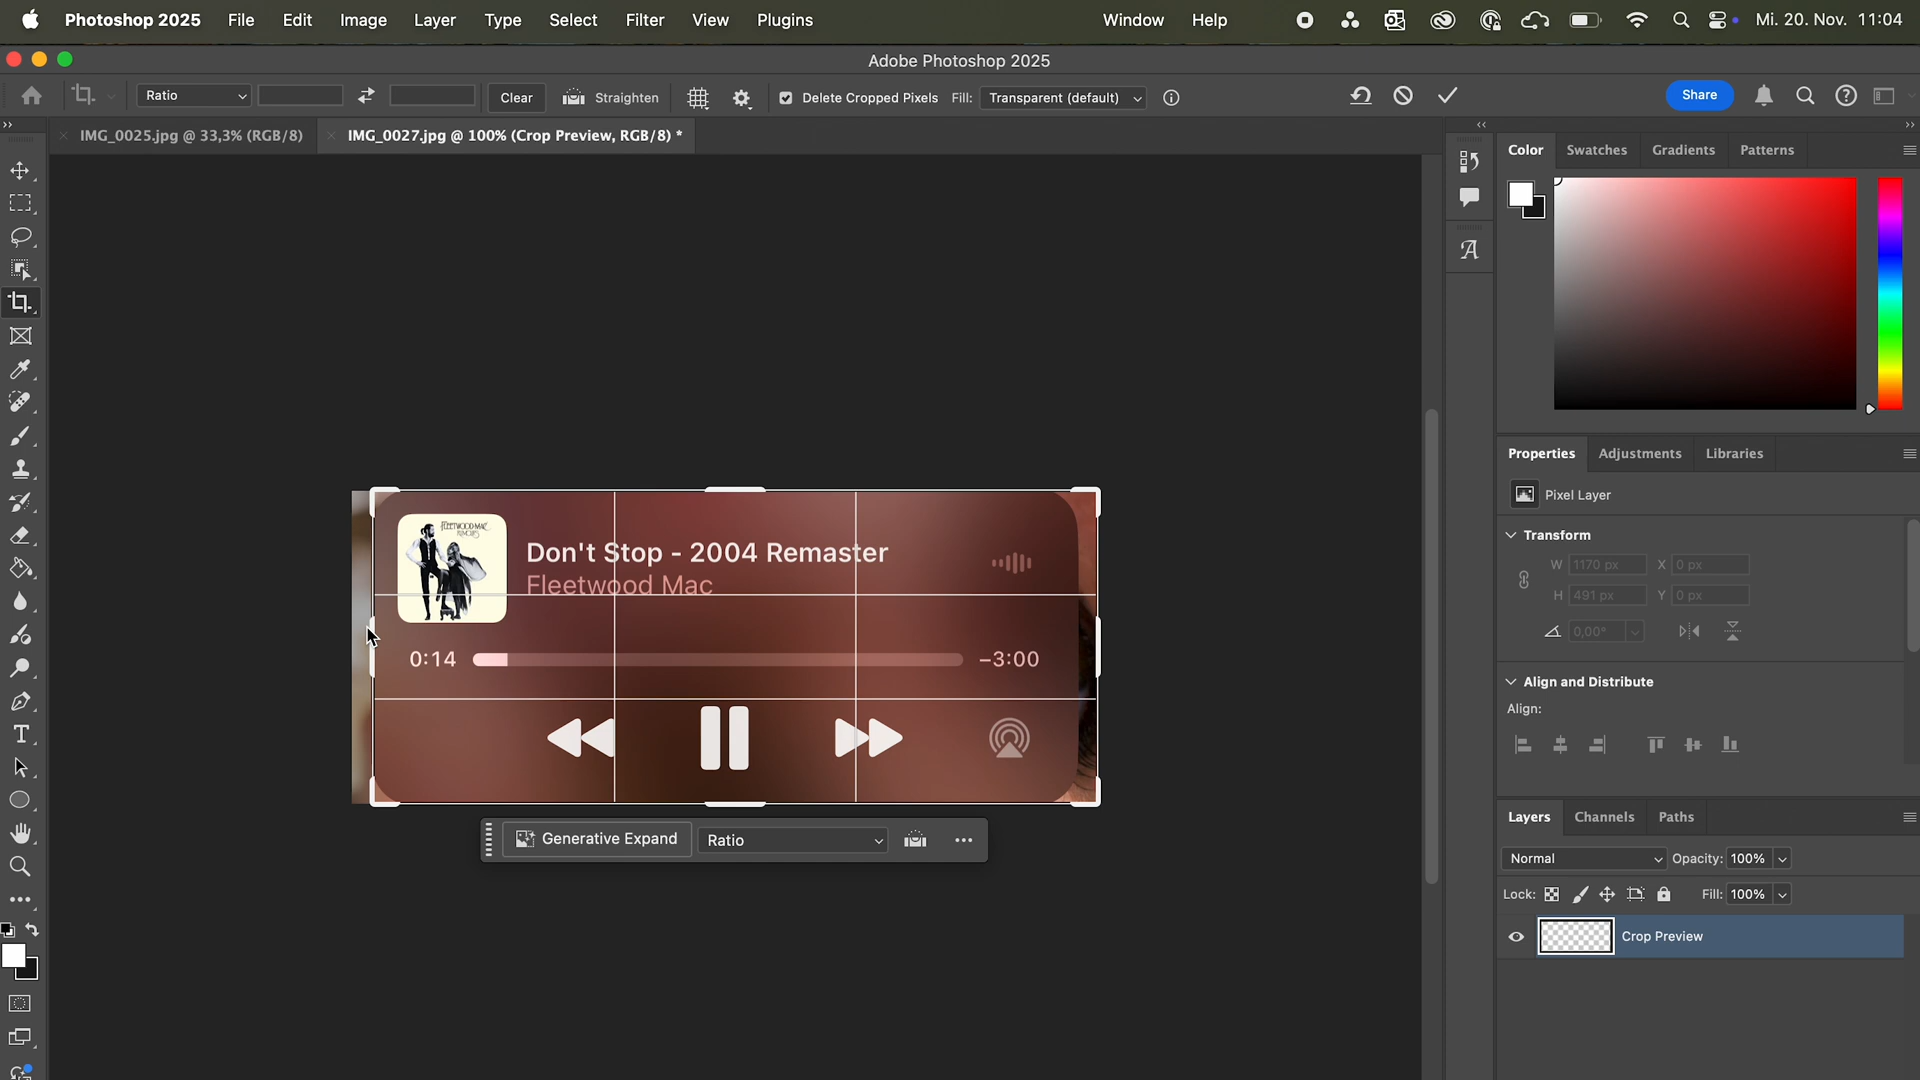 Photoshop 2025 File Edit Image Layer Type Select Filter View Plugins Window Help Mi. 20. Nov. 11:04
Adobe Photoshop 2025
Ratio Clear Straighten Delete Cropped Pixels Fill: Transparent (default) Share
IMG_0025.jpg @ 33,3% (RGB/8) IMG_0027.jpg @ 100% (Crop Preview, RGB/8) *
Color Swatches Gradients Patterns
Properties Adjustments Libraries
Pixel Layer
Transform
W 1170 px X 0 px
H 491 px Y 0 px
0,00°
Align and Distribute
Align:
FLEETWOOD MAC
RUMOURS
Don't Stop - 2004 Remaster
Fleetwood Mac
0:14 –3:00
Generative Expand Ratio
Layers Channels Paths
Normal Opacity: 100%
Lock: Fill: 100%
Crop Preview